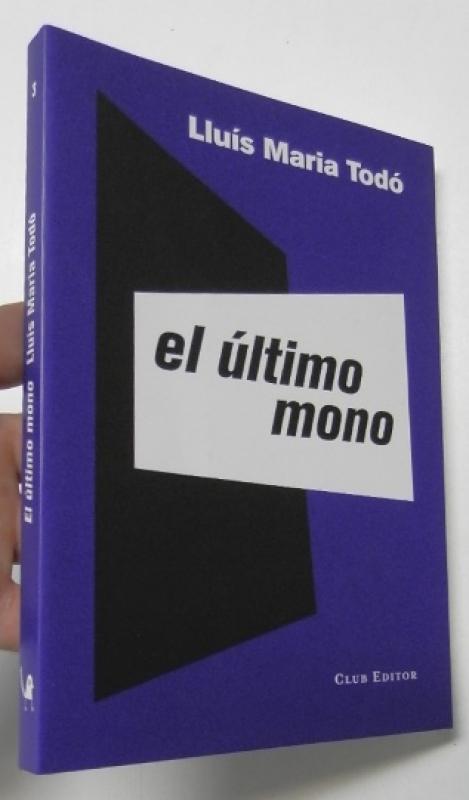 Lluís Maria Todó
el último
mono
CLUB EDITOR
El último mono Lluís Maria Todó